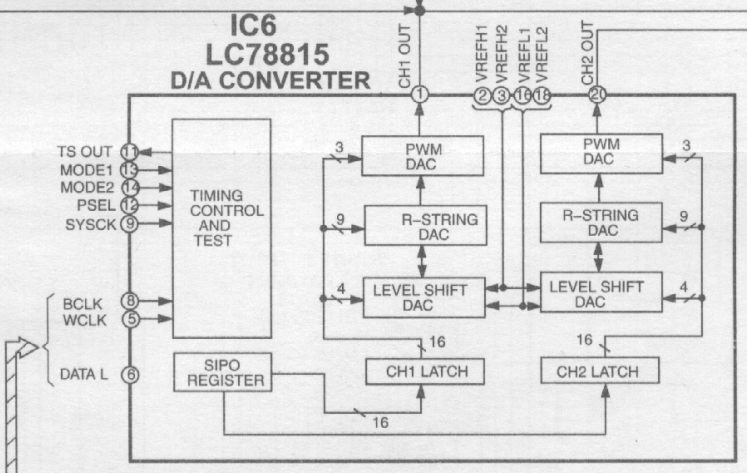 IC6
LC78815
D/A CONVERTER
CH1 OUT
VREFH1
VREFH2
VREFL1
VREFL2
CH2 OUT
1
2
3
16
18
20
TS OUT 11
MODE1 13
MODE2 14
PSEL 12
SYSCK 9
BCLK 8
WCLK 5
DATA L 6
TIMING
CONTROL
AND
TEST
SIPO
REGISTER
16
3
PWM
DAC
9
R-STRING
DAC
4
LEVEL SHIFT
DAC
16
CH1 LATCH
PWM
DAC
3
R-STRING
DAC
9
LEVEL SHIFT
DAC
4
16
CH2 LATCH